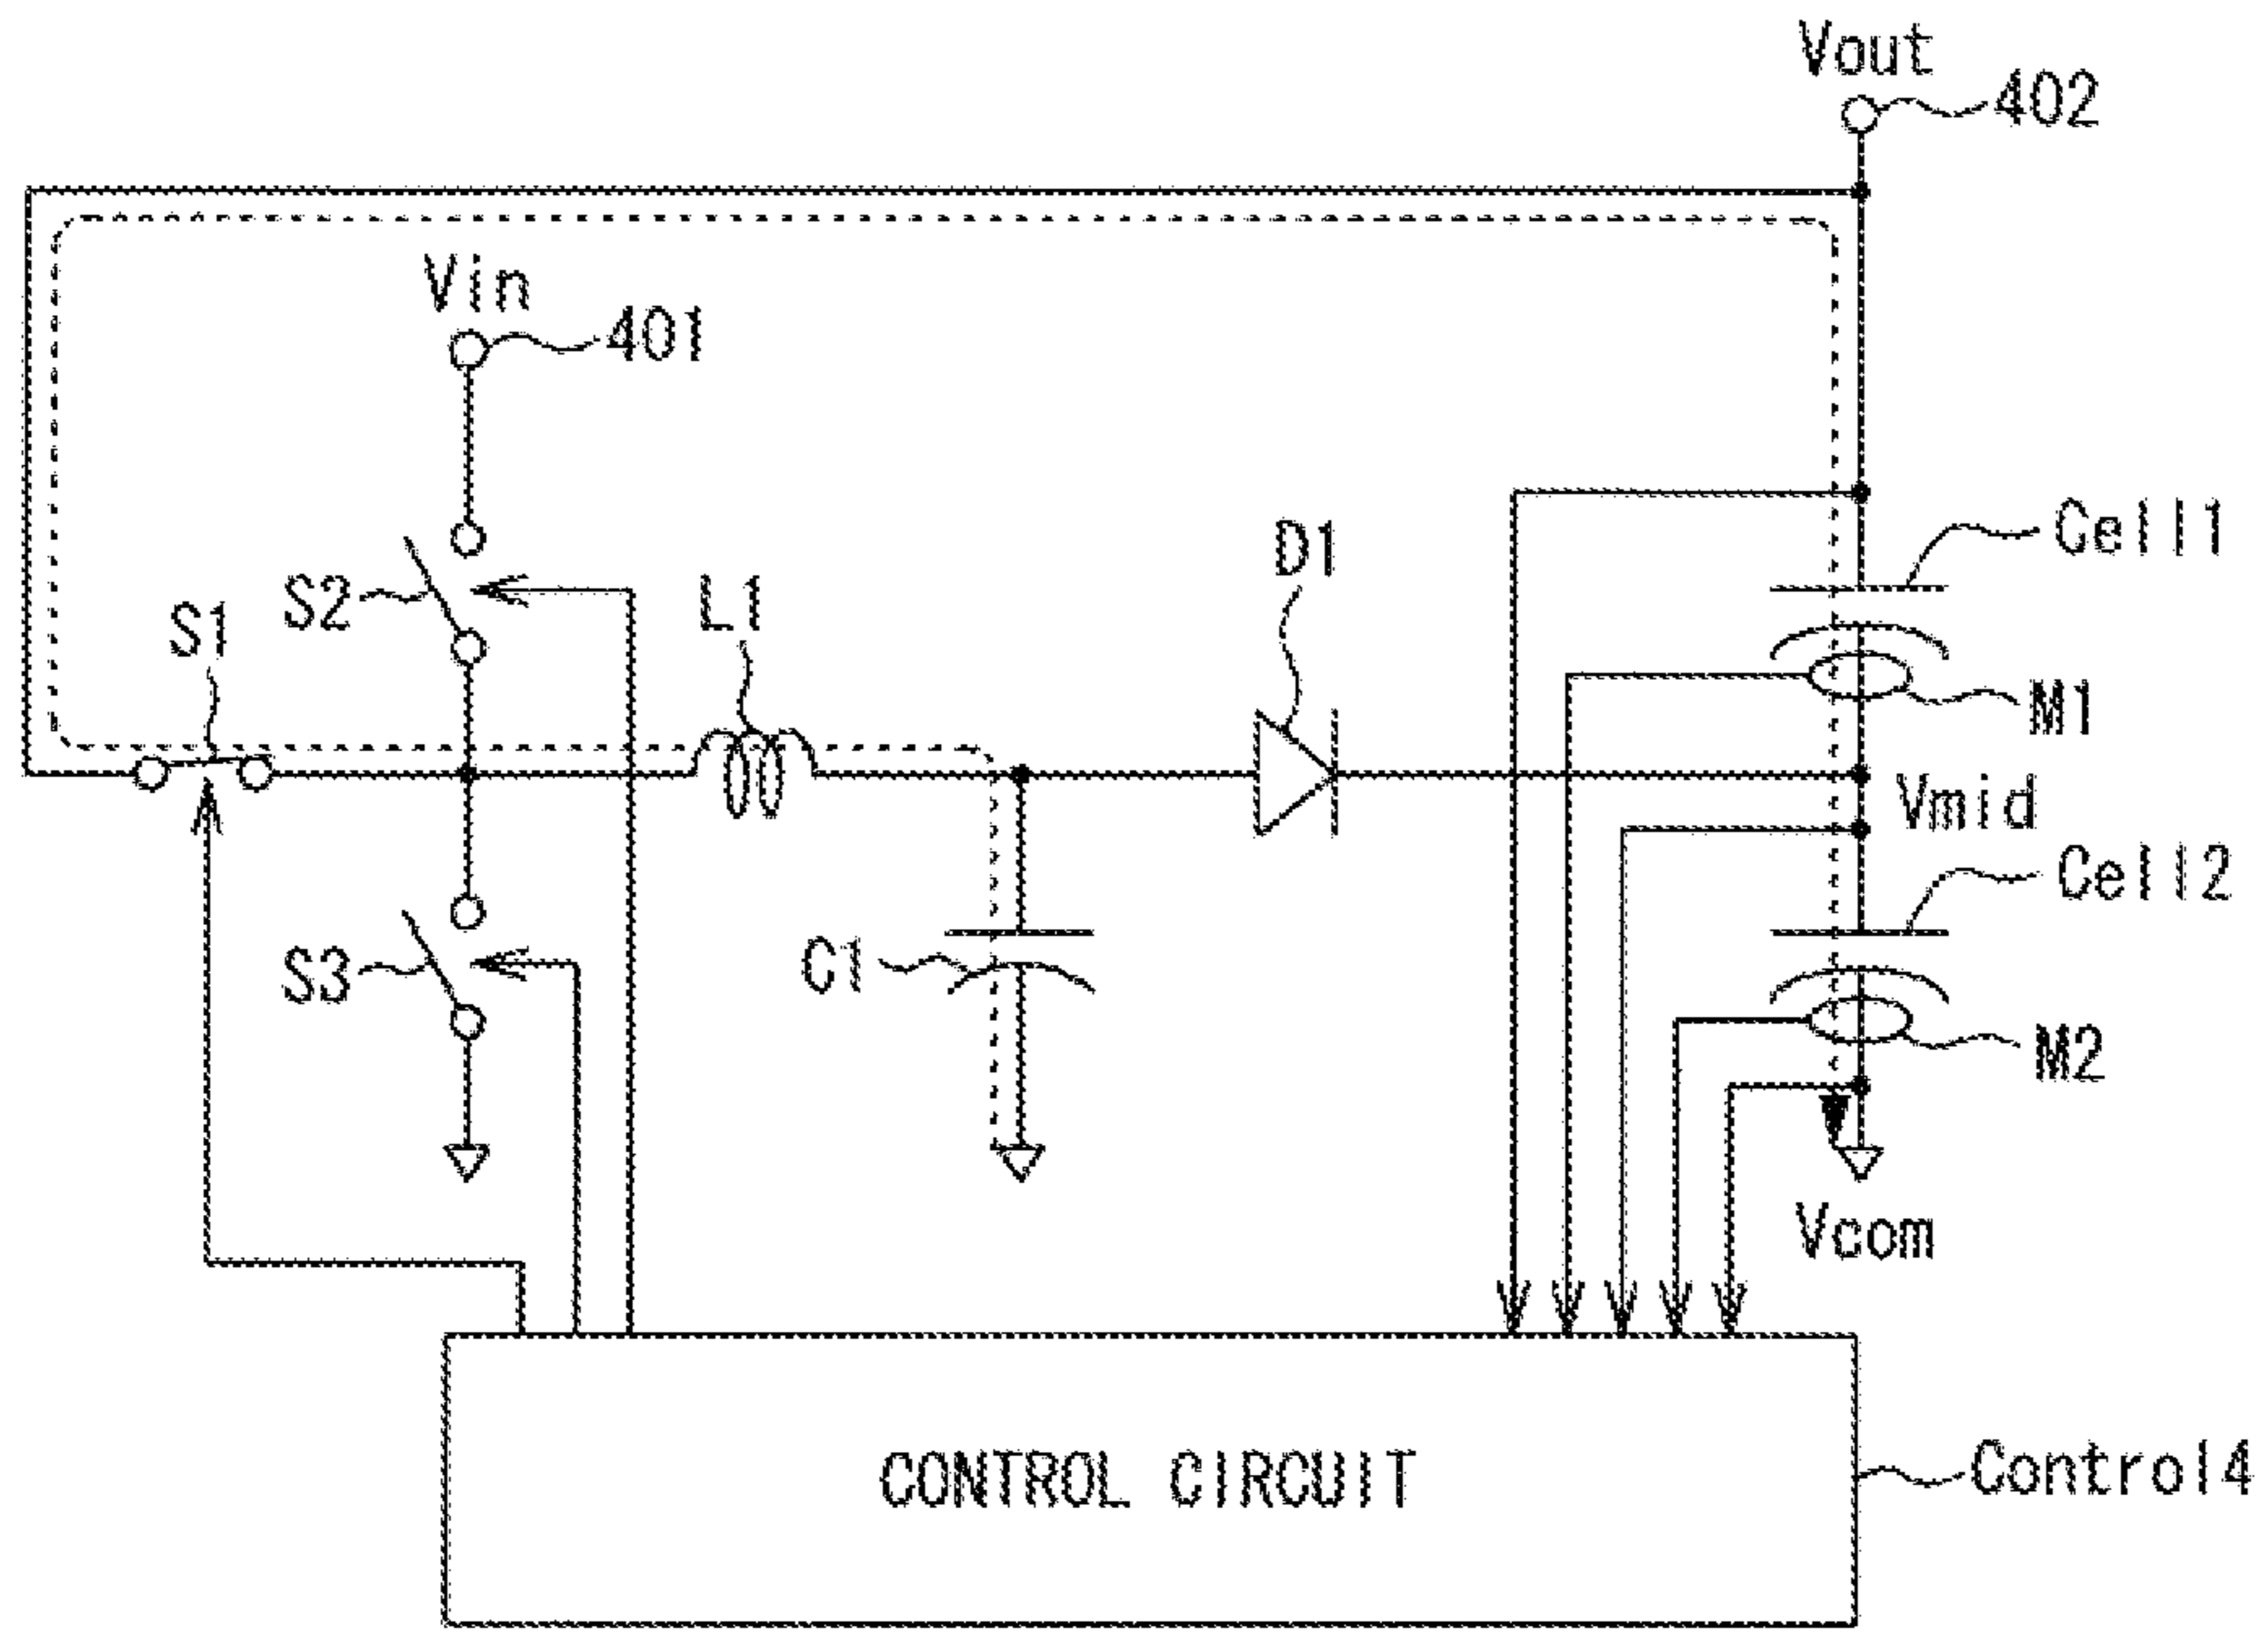 Vout
402
Vin
401
Cell1
D1
S2
L1
S1
M1
Vmid
Cell2
C1
S3
M2
Vcom
CONTROL CIRCUIT
Control4